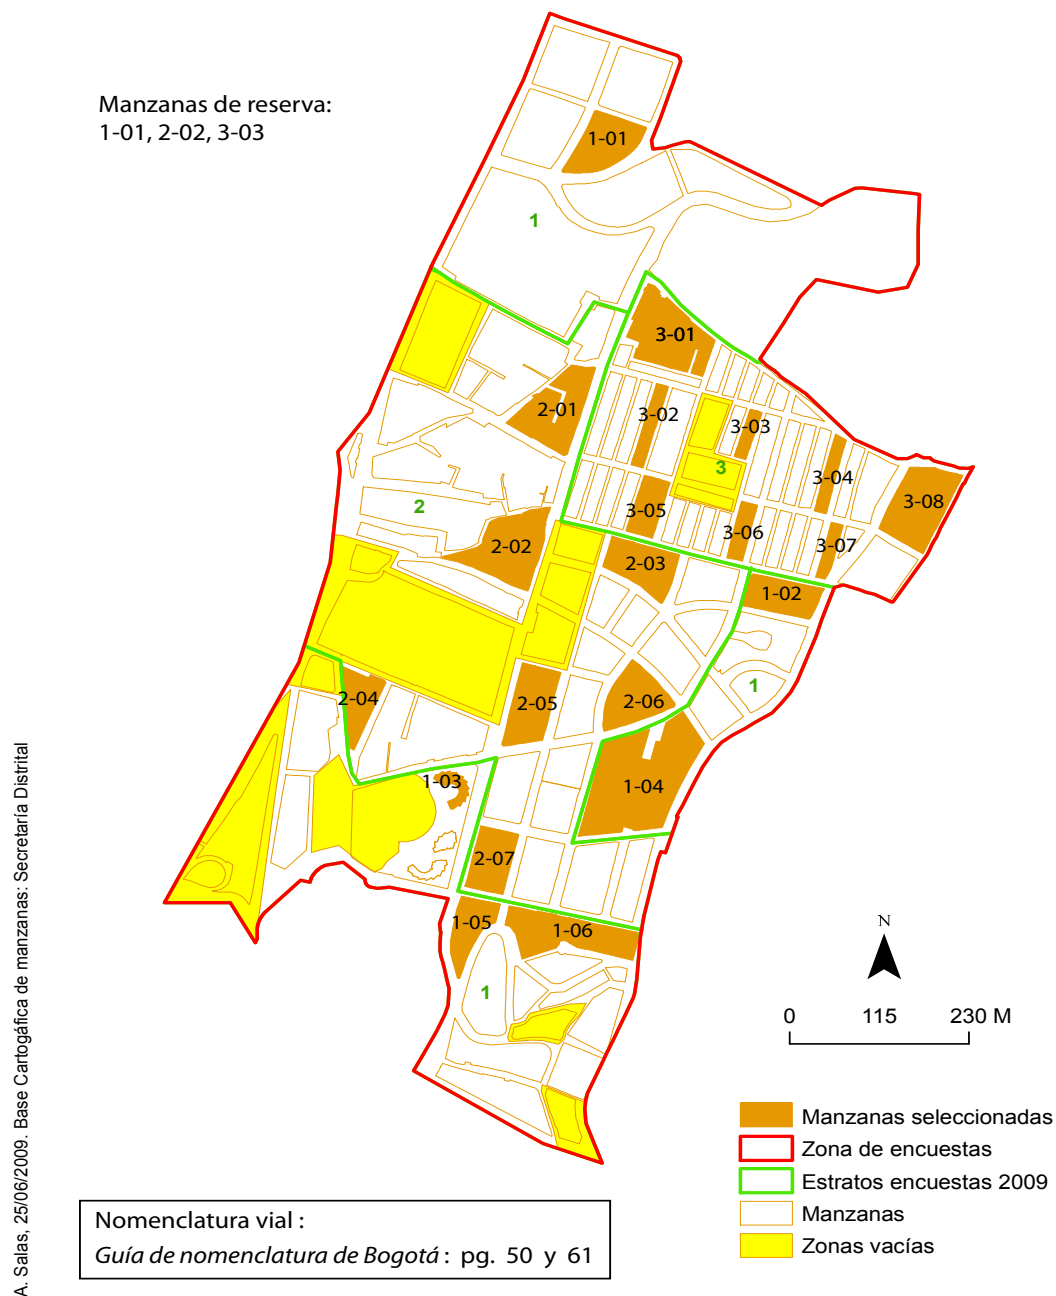 Manzanas de reserva:
1-01, 2-02, 3-03
1-01
1
3-01
2-01
3-02
3-03
3
3-04
3-08
2
3-05
3-06
3-07
2-02
2-03
1-02
1
2-04
2-05
2-06
1-03
1-04
2-07
1-05
1-06
1
N
0 115 230 M
Manzanas seleccionadas
Zona de encuestas
Estratos encuestas 2009
Manzanas
Zonas vacías
Nomenclatura vial :
Guía de nomenclatura de Bogotá : pg. 50 y 61
A. Salas, 25/06/2009. Base Cartogáfica de manzanas: Secretaría Distrital